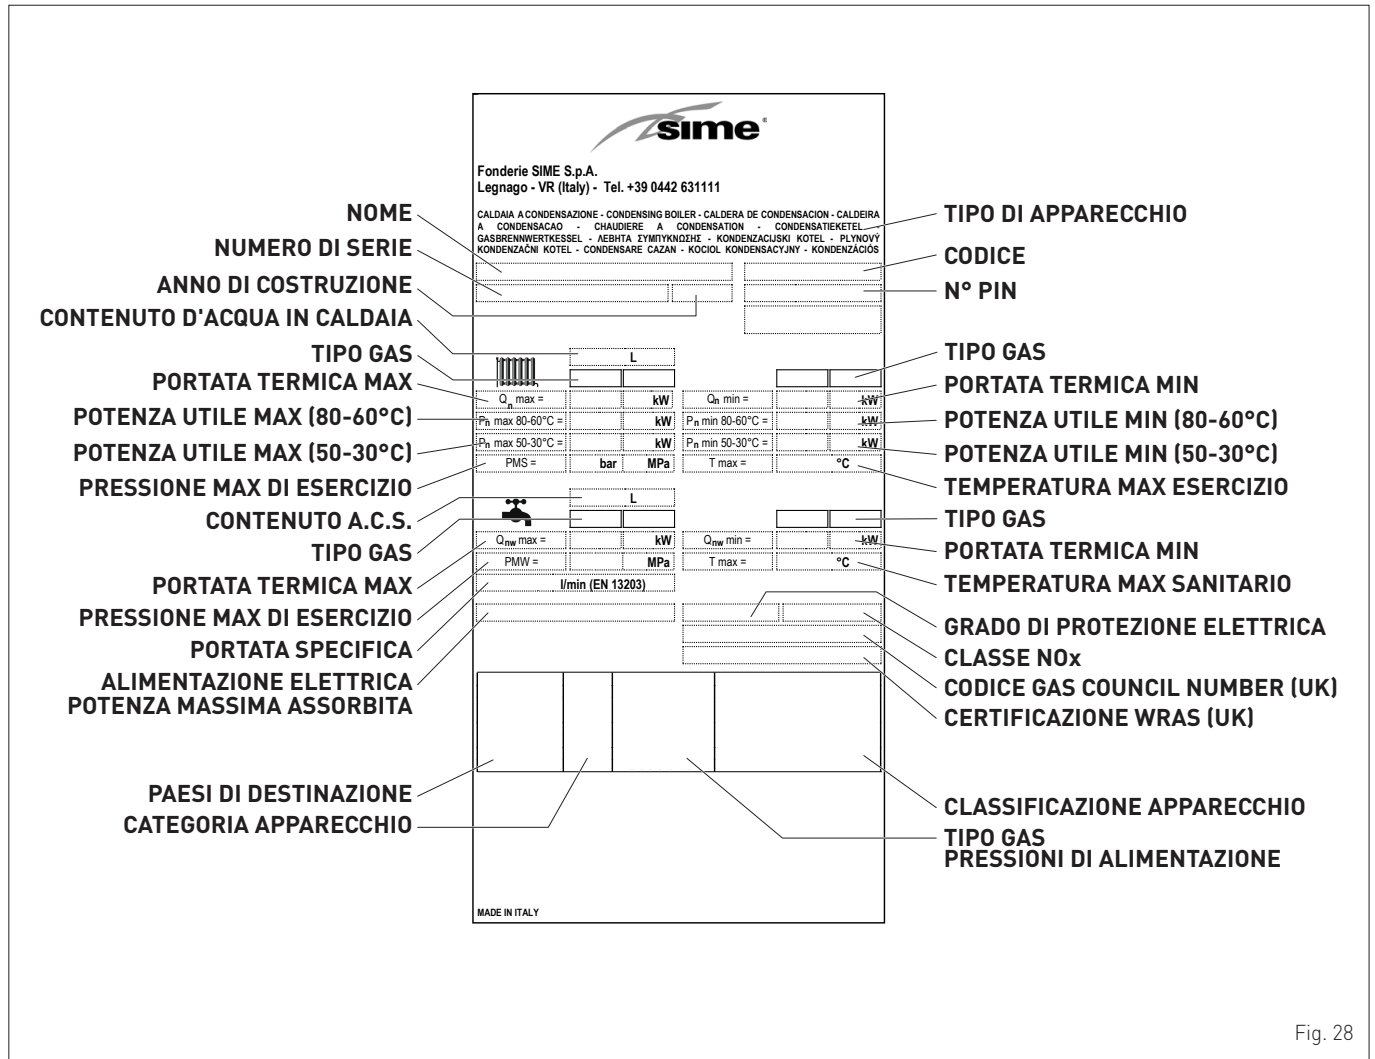 sime®
Fonderie SIME S.p.A.
Legnago - VR (Italy) - Tel. +39 0442 631111
CALDAIA A CONDENSAZIONE - CONDENSING BOILER - CALDERA DE CONDENSACION - CALDEIRA
A CONDENSACAO - CHAUDIERE A CONDENSATION - CONDENSATIEKETEL -
GASBRENNWERTKESSEL - ΛΕΒΗΤΑ ΣΥΜΠΥΚΝΩΣΗΣ - KONDENZACIJSKI KOTEL - PLYNOVÝ
KONDENZAČNI KOTEL - CONDENSARE CAZAN - KOCIOL KONDENSACYJNY - KONDENZÁCIÓS
NOME
NUMERO DI SERIE
ANNO DI COSTRUZIONE
CONTENUTO D'ACQUA IN CALDAIA
TIPO GAS
PORTATA TERMICA MAX
POTENZA UTILE MAX (80-60°C)
POTENZA UTILE MAX (50-30°C)
PRESSIONE MAX DI ESERCIZIO
CONTENUTO A.C.S.
TIPO GAS
PORTATA TERMICA MAX
PRESSIONE MAX DI ESERCIZIO
PORTATA SPECIFICA
ALIMENTAZIONE ELETTRICA
POTENZA MASSIMA ASSORBITA
PAESI DI DESTINAZIONE
CATEGORIA APPARECCHIO
L
Qn max = kW Qn min = kW
Pn max 80-60°C = kW Pn min 80-60°C = kW
Pn max 50-30°C = kW Pn min 50-30°C = kW
PMS = bar MPa T max = °C
L
Qnw max = kW Qnw min = kW
PMW = MPa T max = °C
l/min (EN 13203)
MADE IN ITALY
TIPO DI APPARECCHIO
CODICE
N° PIN
TIPO GAS
PORTATA TERMICA MIN
POTENZA UTILE MIN (80-60°C)
POTENZA UTILE MIN (50-30°C)
TEMPERATURA MAX ESERCIZIO
TIPO GAS
PORTATA TERMICA MIN
TEMPERATURA MAX SANITARIO
GRADO DI PROTEZIONE ELETTRICA
CLASSE NOx
CODICE GAS COUNCIL NUMBER (UK)
CERTIFICAZIONE WRAS (UK)
CLASSIFICAZIONE APPARECCHIO
TIPO GAS
PRESSIONI DI ALIMENTAZIONE
Fig. 28